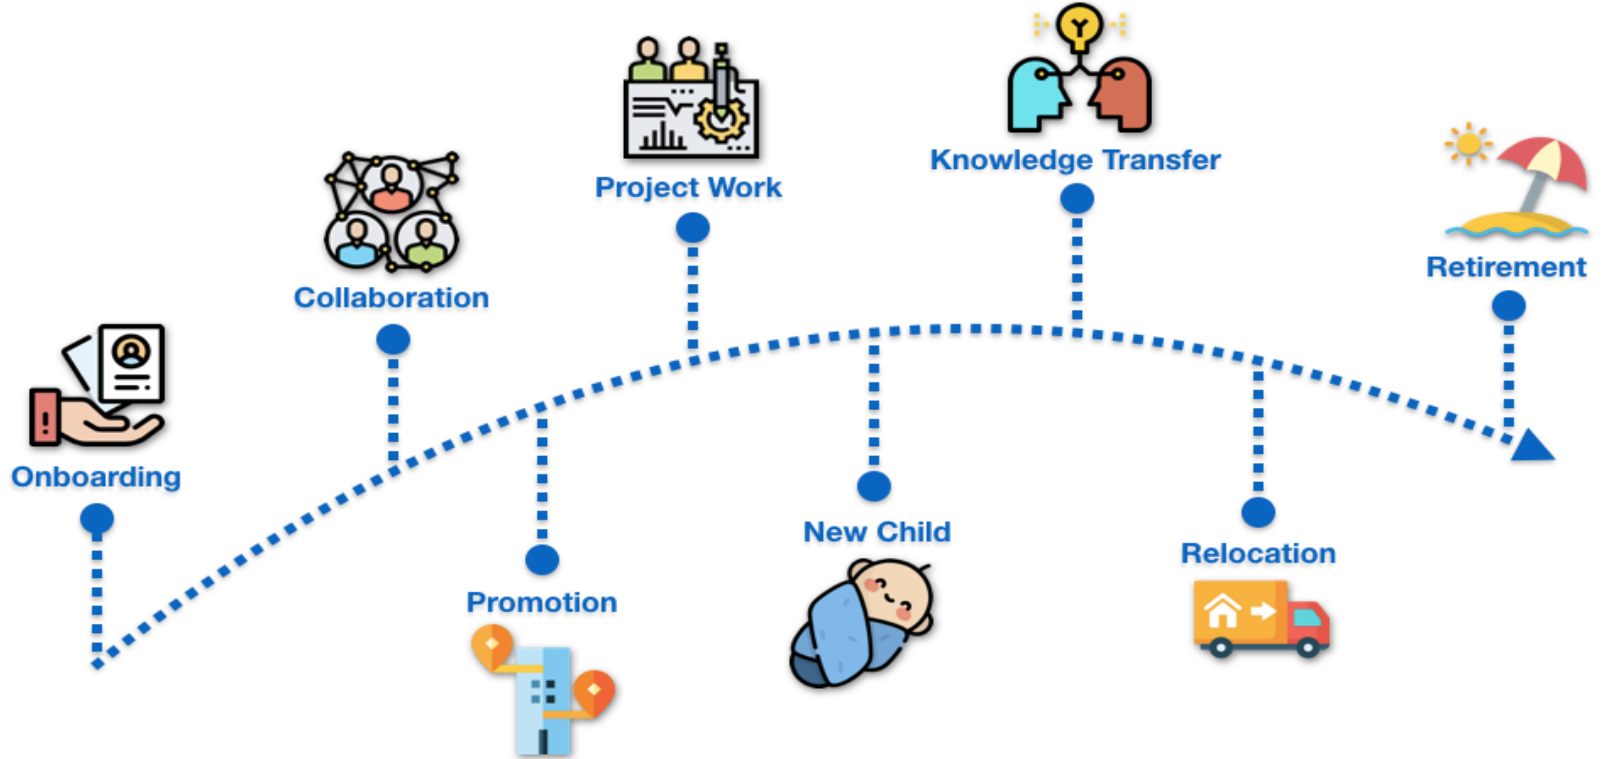 Onboarding
Collaboration
Promotion
Project Work
New Child
Knowledge Transfer
Relocation
Retirement